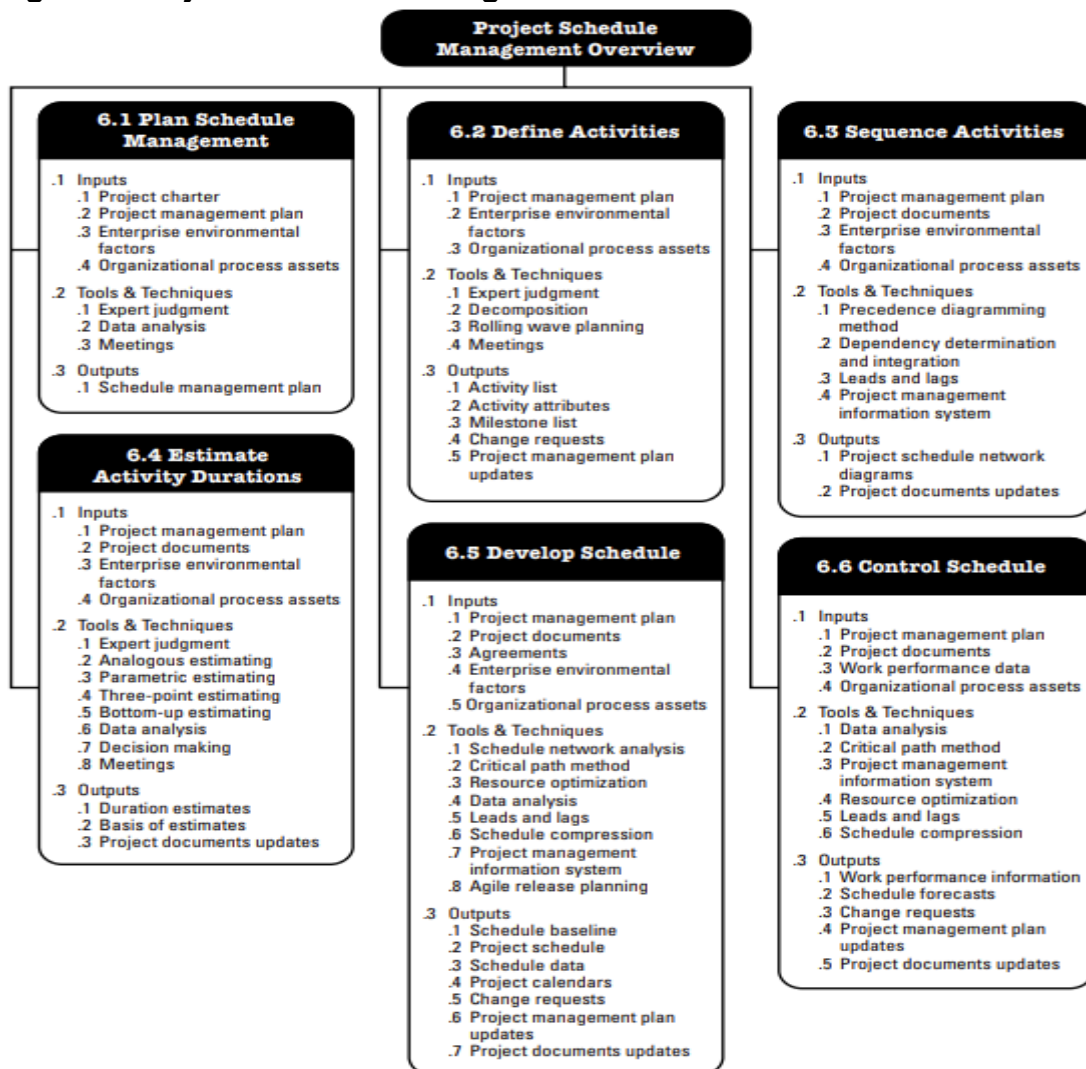 Project Schedule
Management Overview
6.1 Plan Schedule
Management
.1 Inputs
.1 Project charter
.2 Project management plan
.3 Enterprise environmental
factors
.4 Organizational process assets
.2 Tools & Techniques
.1 Expert judgment
.2 Data analysis
.3 Meetings
.3 Outputs
.1 Schedule management plan
6.2 Define Activities
.1 Inputs
.1 Project management plan
.2 Enterprise environmental
factors
.3 Organizational process assets
.2 Tools & Techniques
.1 Expert judgment
.2 Decomposition
.3 Rolling wave planning
.4 Meetings
.3 Outputs
.1 Activity list
.2 Activity attributes
.3 Milestone list
.4 Change requests
.5 Project management plan
updates
6.3 Sequence Activities
.1 Inputs
.1 Project management plan
.2 Project documents
.3 Enterprise environmental
factors
.4 Organizational process assets
.2 Tools & Techniques
.1 Precedence diagramming
method
.2 Dependency determination
and integration
.3 Leads and lags
.4 Project management
information system
.3 Outputs
.1 Project schedule network
diagrams
.2 Project documents updates
6.4 Estimate
Activity Durations
.1 Inputs
.1 Project management plan
.2 Project documents
.3 Enterprise environmental
factors
.4 Organizational process assets
.2 Tools & Techniques
.1 Expert judgment
.2 Analogous estimating
.3 Parametric estimating
.4 Three-point estimating
.5 Bottom-up estimating
.6 Data analysis
.7 Decision making
.8 Meetings
.3 Outputs
.1 Duration estimates
.2 Basis of estimates
.3 Project documents updates
6.5 Develop Schedule
.1 Inputs
.1 Project management plan
.2 Project documents
.3 Agreements
.4 Enterprise environmental
factors
.5 Organizational process assets
.2 Tools & Techniques
.1 Schedule network analysis
.2 Critical path method
.3 Resource optimization
.4 Data analysis
.5 Leads and lags
.6 Schedule compression
.7 Project management
information system
.8 Agile release planning
.3 Outputs
.1 Schedule baseline
.2 Project schedule
.3 Schedule data
.4 Project calendars
.5 Change requests
.6 Project management plan
updates
.7 Project documents updates
6.6 Control Schedule
.1 Inputs
.1 Project management plan
.2 Project documents
.3 Work performance data
.4 Organizational process assets
.2 Tools & Techniques
.1 Data analysis
.2 Critical path method
.3 Project management
information system
.4 Resource optimization
.5 Leads and lags
.6 Schedule compression
.3 Outputs
.1 Work performance information
.2 Schedule forecasts
.3 Change requests
.4 Project management plan
updates
.5 Project documents updates